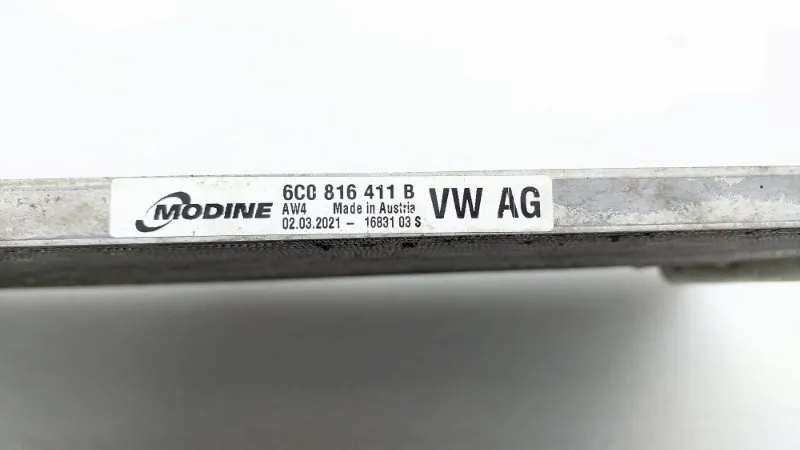 MODINE
6C0 816 411 B
AW4 Made in Austria
02.03.2021 - 16831 03 S
VW AG